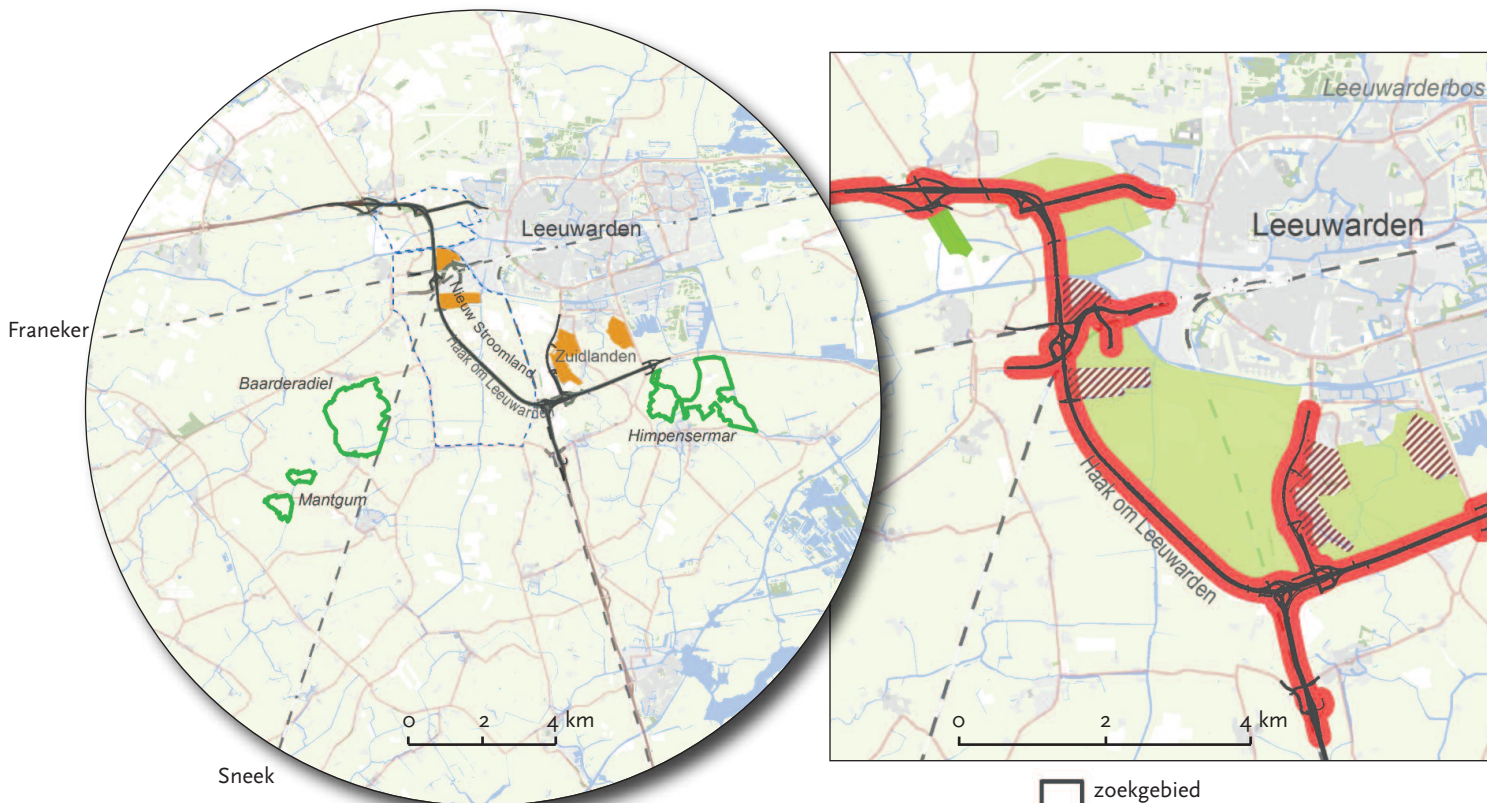 Leeuwarderbos
Leeuwarden
Leeuwarden
Nieuw Stroomland
Haak om Leeuwarden
Zuidlanden
Franeker
Baarderadiel
Himpensermar
Mantgum
Haak om Leeuwarden
0 2 4 km
0 2 4 km
Sneek
zoekgebied